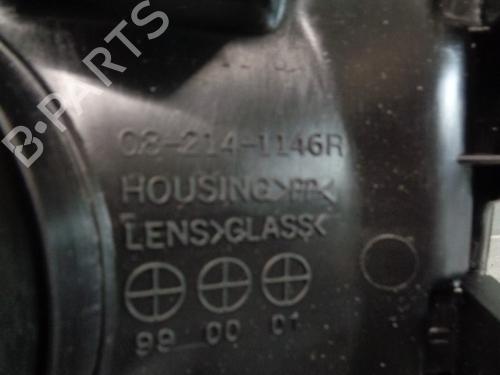 B-PARTS
08-214-1146R
HOUSING>PP<
LENS>GLASS<
99 00 01